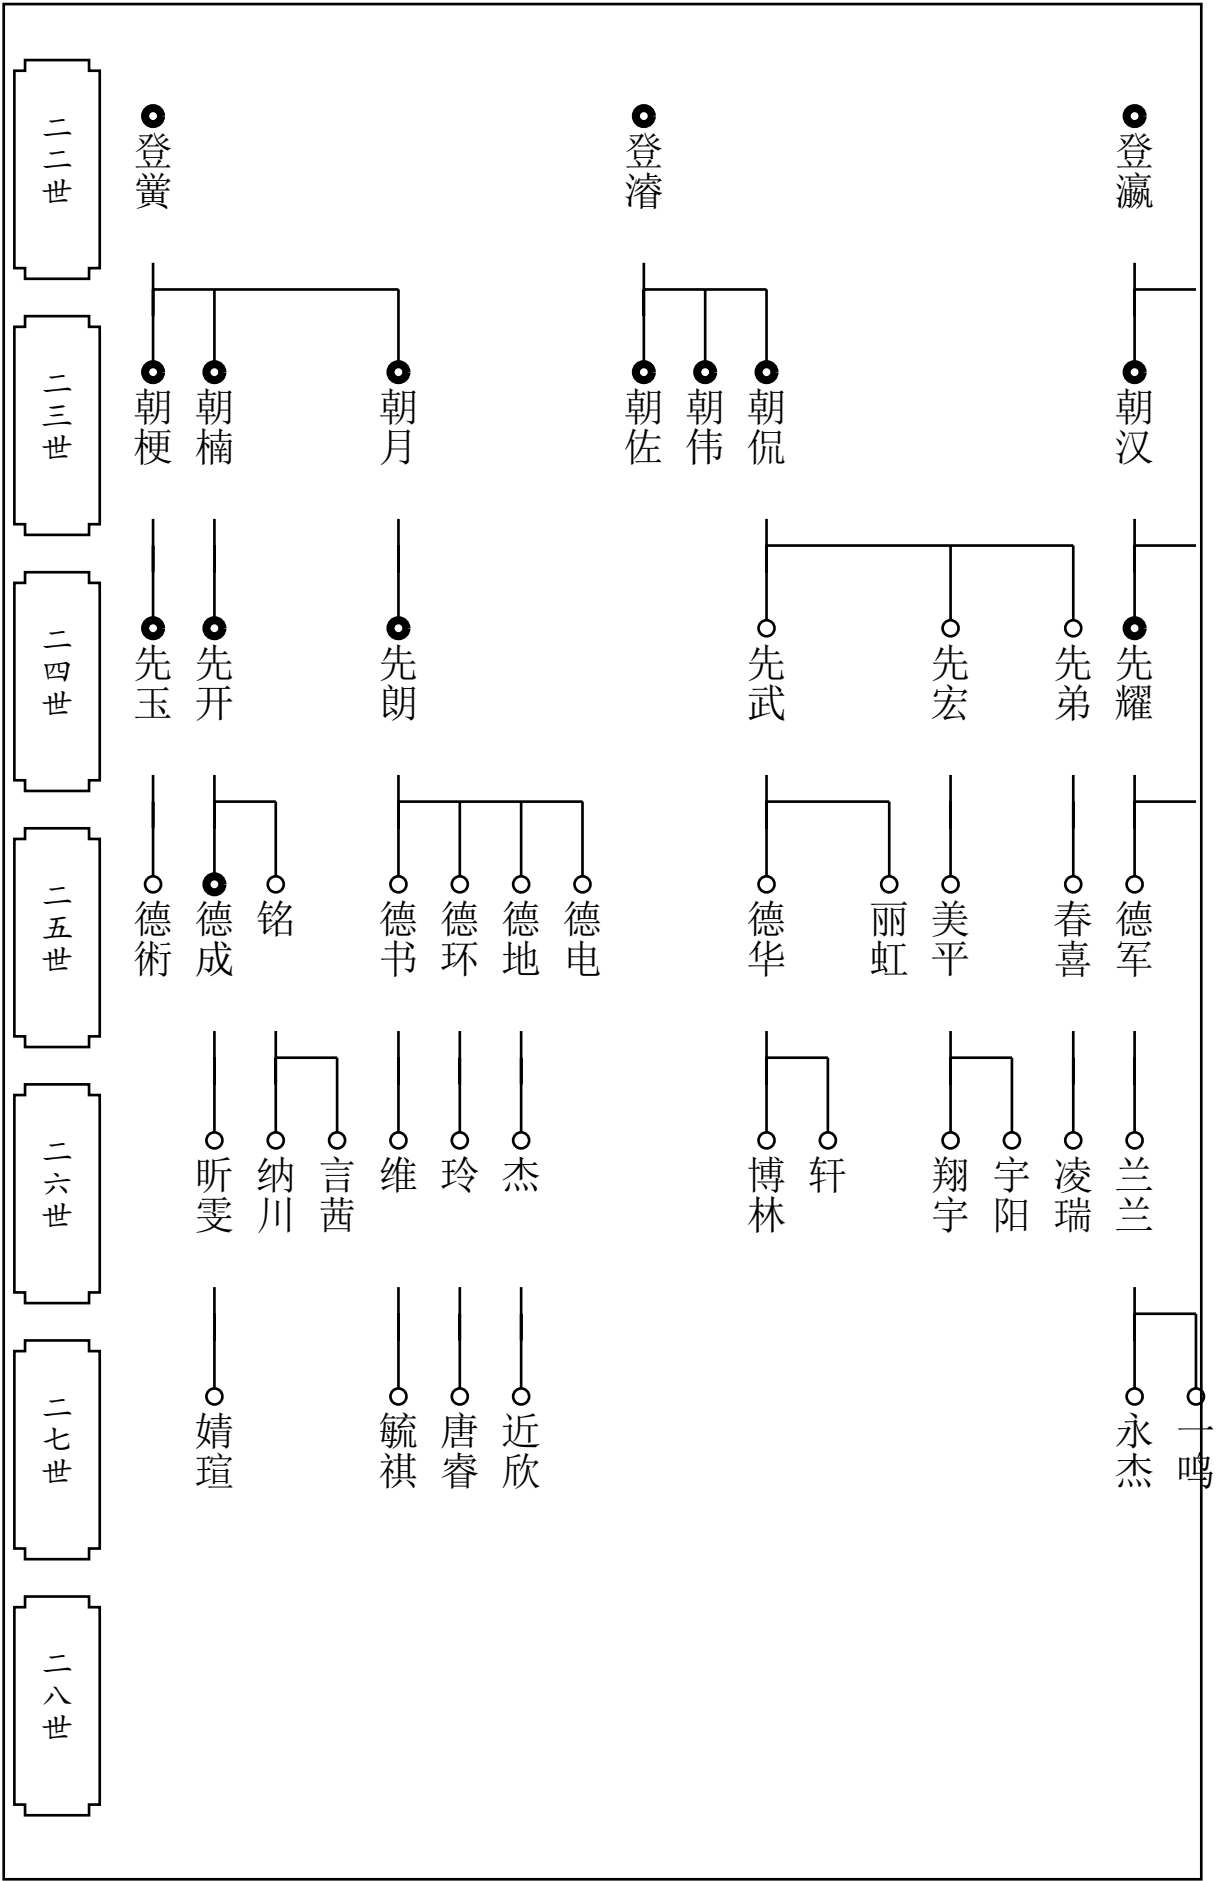 二二世
登簧
登濬
登瀛
二三世
朝梗
朝楠
朝月
朝佐
朝伟
朝侃
朝汉
二四世
先玉
先开
先朗
先武
先宏
先弟
先耀
二五世
德術
德成
铭
德书
德环
德地
德电
德华
丽虹
美平
春喜
德军
二六世
昕雯
纳川
言茜
维
玲
杰
博林
轩
翔宇
宇阳
凌瑞
兰兰
二七世
婧瑄
毓祺
唐睿
近欣
永杰
一鸣
二八世